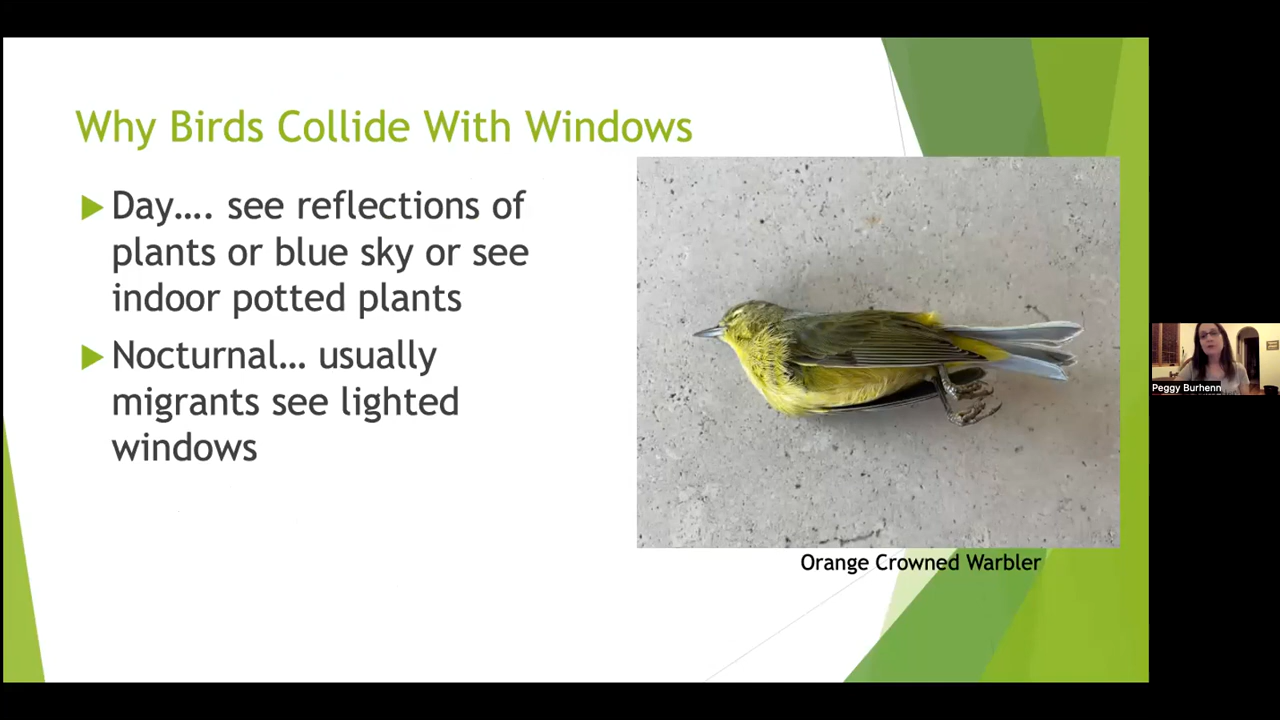 Why Birds Collide With Windows
Day.... see reflections of
plants or blue sky or see
indoor potted plants
Nocturnal... usually
migrants see lighted
windows
Orange Crowned Warbler
Peggy Burhenn